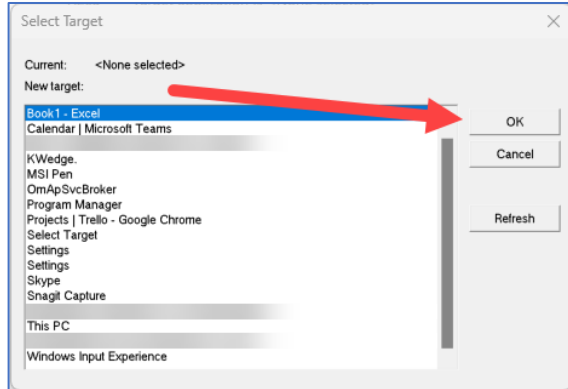 Select Target
Current: <None selected>
New target:
Book1 - Excel
Calendar | Microsoft Teams
KWedge.
MSI Pen
OmApSvcBroker
Program Manager
Projects | Trello - Google Chrome
Select Target
Settings
Settings
Skype
Snagit Capture
This PC
Windows Input Experience
OK
Cancel
Refresh